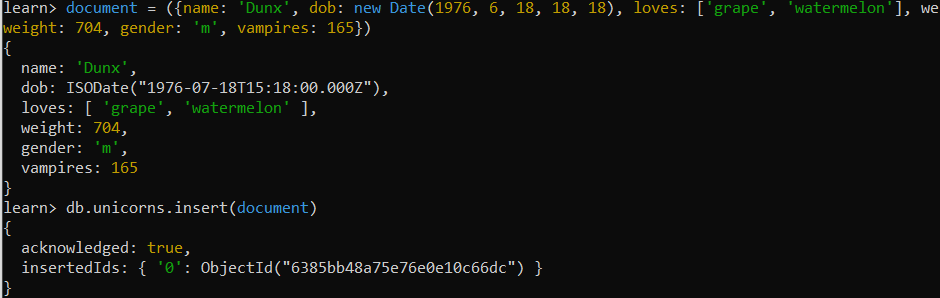 learn> document = ({name: 'Dunx', dob: new Date(1976, 6, 18, 18, 18), loves: ['grape', 'watermelon'], we
weight: 704, gender: 'm', vampires: 165})
{
  name: 'Dunx',
  dob: ISODate("1976-07-18T15:18:00.000Z"),
  loves: [ 'grape', 'watermelon' ],
  weight: 704,
  gender: 'm',
  vampires: 165
}
learn> db.unicorns.insert(document)
{
  acknowledged: true,
  insertedIds: { '0': ObjectId("6385bb48a75e76e0e10c66dc") }
}